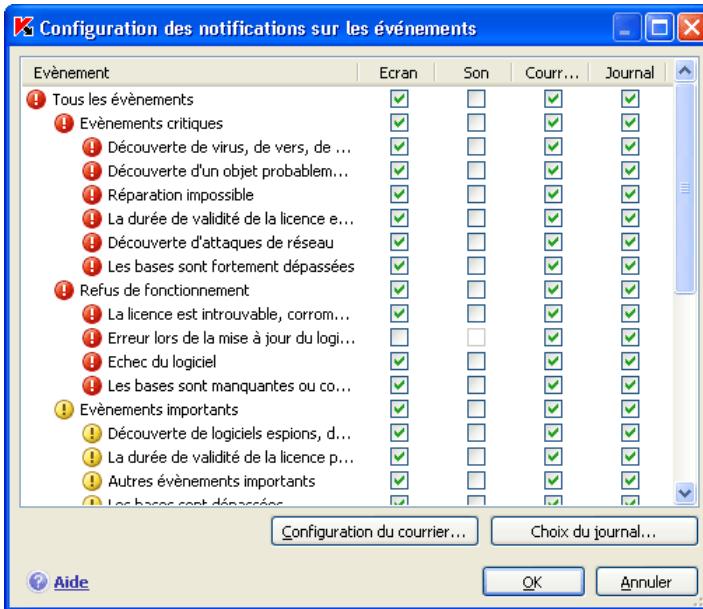 Configuration des notifications sur les événements
Evènement Ecran Son Courr... Journal
Tous les évènements
Evènements critiques
Découverte de virus, de vers, de ...
Découverte d'un objet probablem...
Réparation impossible
La durée de validité de la licence e...
Découverte d'attaques de réseau
Les bases sont fortement dépassées
Refus de fonctionnement
La licence est introuvable, corrom...
Erreur lors de la mise à jour du logi...
Echec du logiciel
Les bases sont manquantes ou co...
Evènements importants
Découverte de logiciels espions, d...
La durée de validité de la licence p...
Autres évènements importants
Les bases sont dépassées
Configuration du courrier... Choix du journal...
Aide OK Annuler